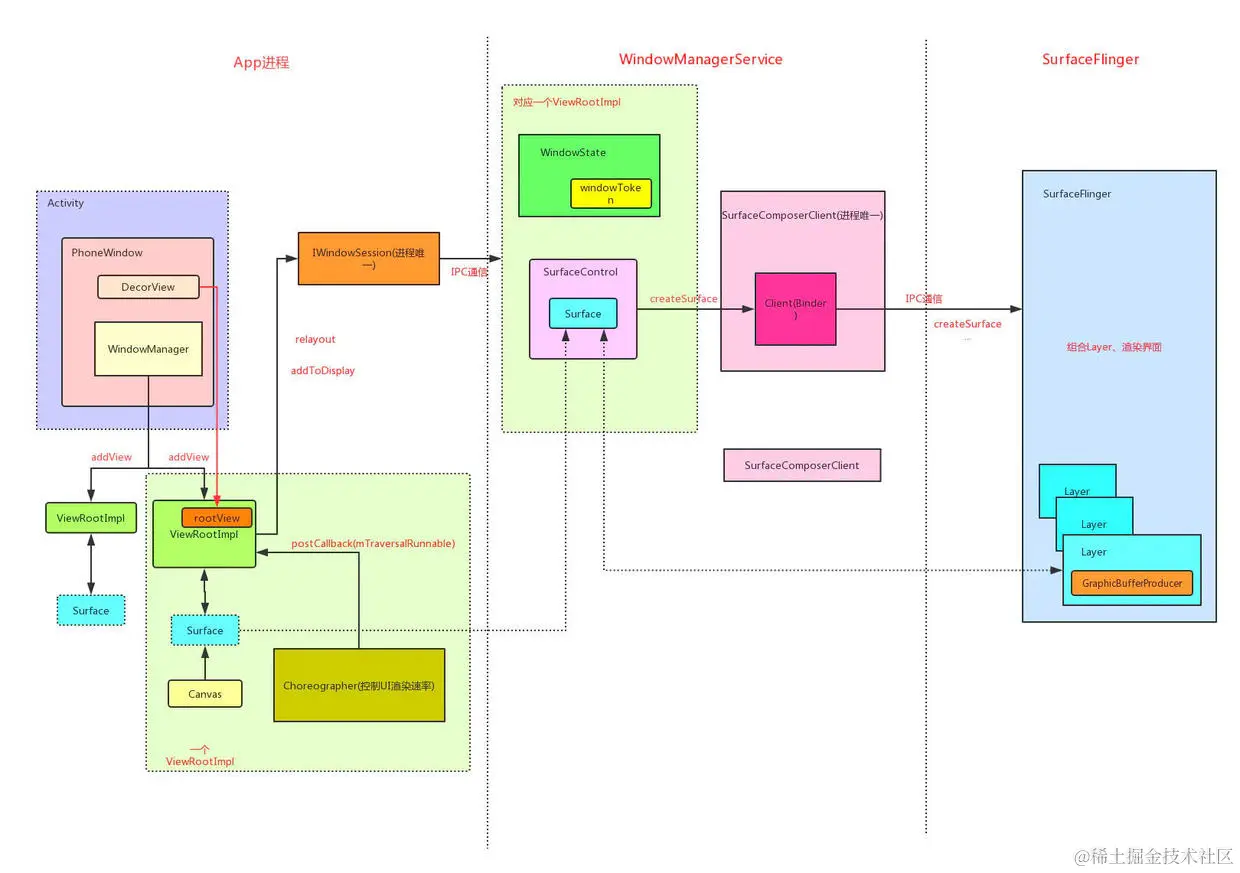 App进程
WindowManagerService
SurfaceFlinger
Activity
PhoneWindow
DecorView
WindowManager
addView
addView
ViewRootImpl
Surface
rootView
ViewRootImpl
Surface
Canvas
一个
ViewRootImpl
postCallback(mTraversalRunnable)
Choreographer(控制UI渲染速率)
IWindowSession(进程唯
一)
relayout
addToDisplay
IPC通信
对应一个ViewRootImpl
WindowState
windowToke
n
SurfaceControl
Surface
createSurface
SurfaceComposerClient(进程唯一)
Client(Binder
)
SurfaceComposerClient
IPC通信
createSurface
...
SurfaceFlinger
组合Layer、渲染界面
Layer
Layer
Layer
GraphicBufferProducer
@稀土掘金技术社区